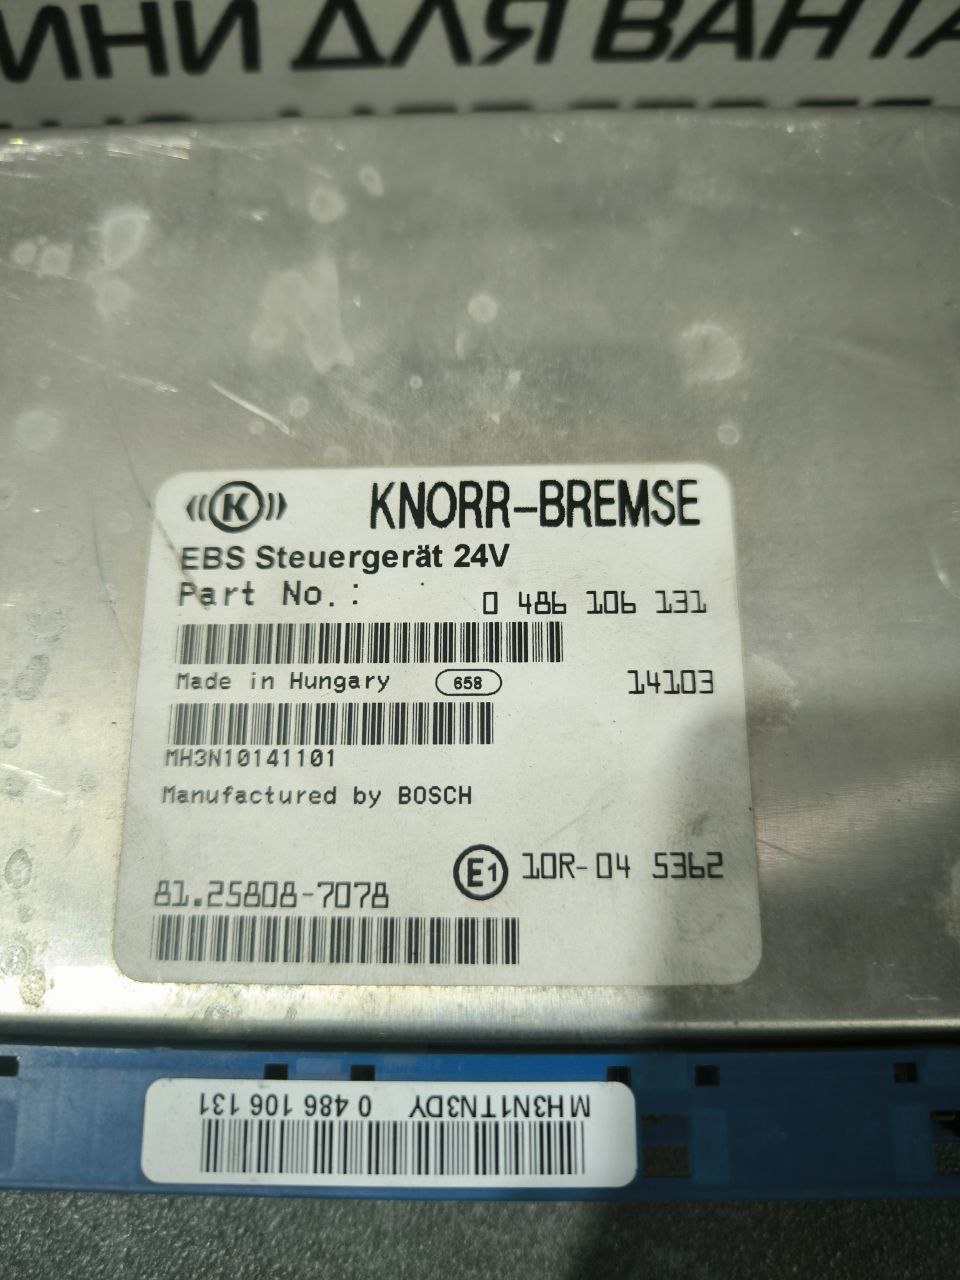 ИНИ ДЛЯ ВАНТА
K
KNORR-BREMSE
EBS Steuergerät 24V
Part No.:
0 486 106 131
Made in Hungary
658
14103
MH3N10141101
Manufactured by BOSCH
E1 10R-04 5362
81.25808-7078
MH3N1TN3DY 0 486 106 131